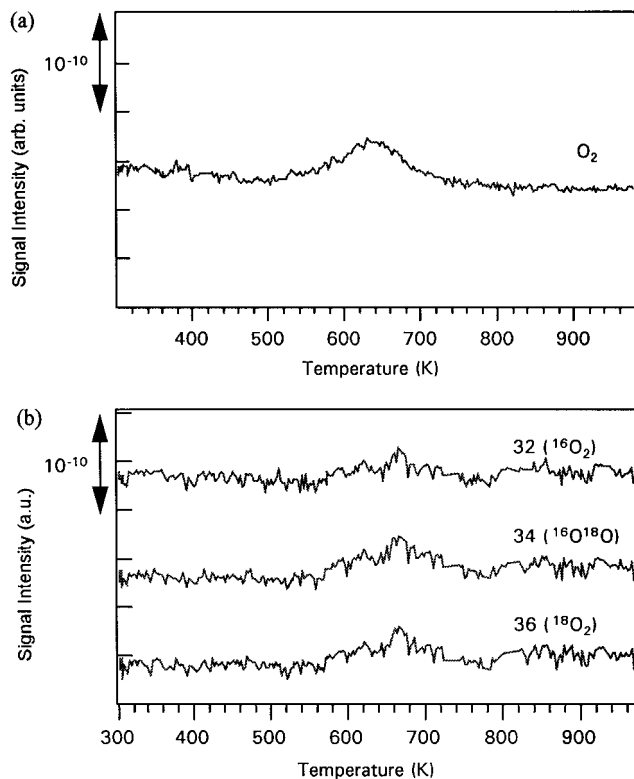 (a)
10⁻¹⁰
Signal Intensity (arb. units)
O₂
400 500 600 700 800 900
Temperature (K)
(b)
10⁻¹⁰
Signal Intensity (a.u.)
32 (¹⁶O₂)
34 (¹⁶O¹⁸O)
36 (¹⁸O₂)
300 400 500 600 700 800 900
Temperature (K)